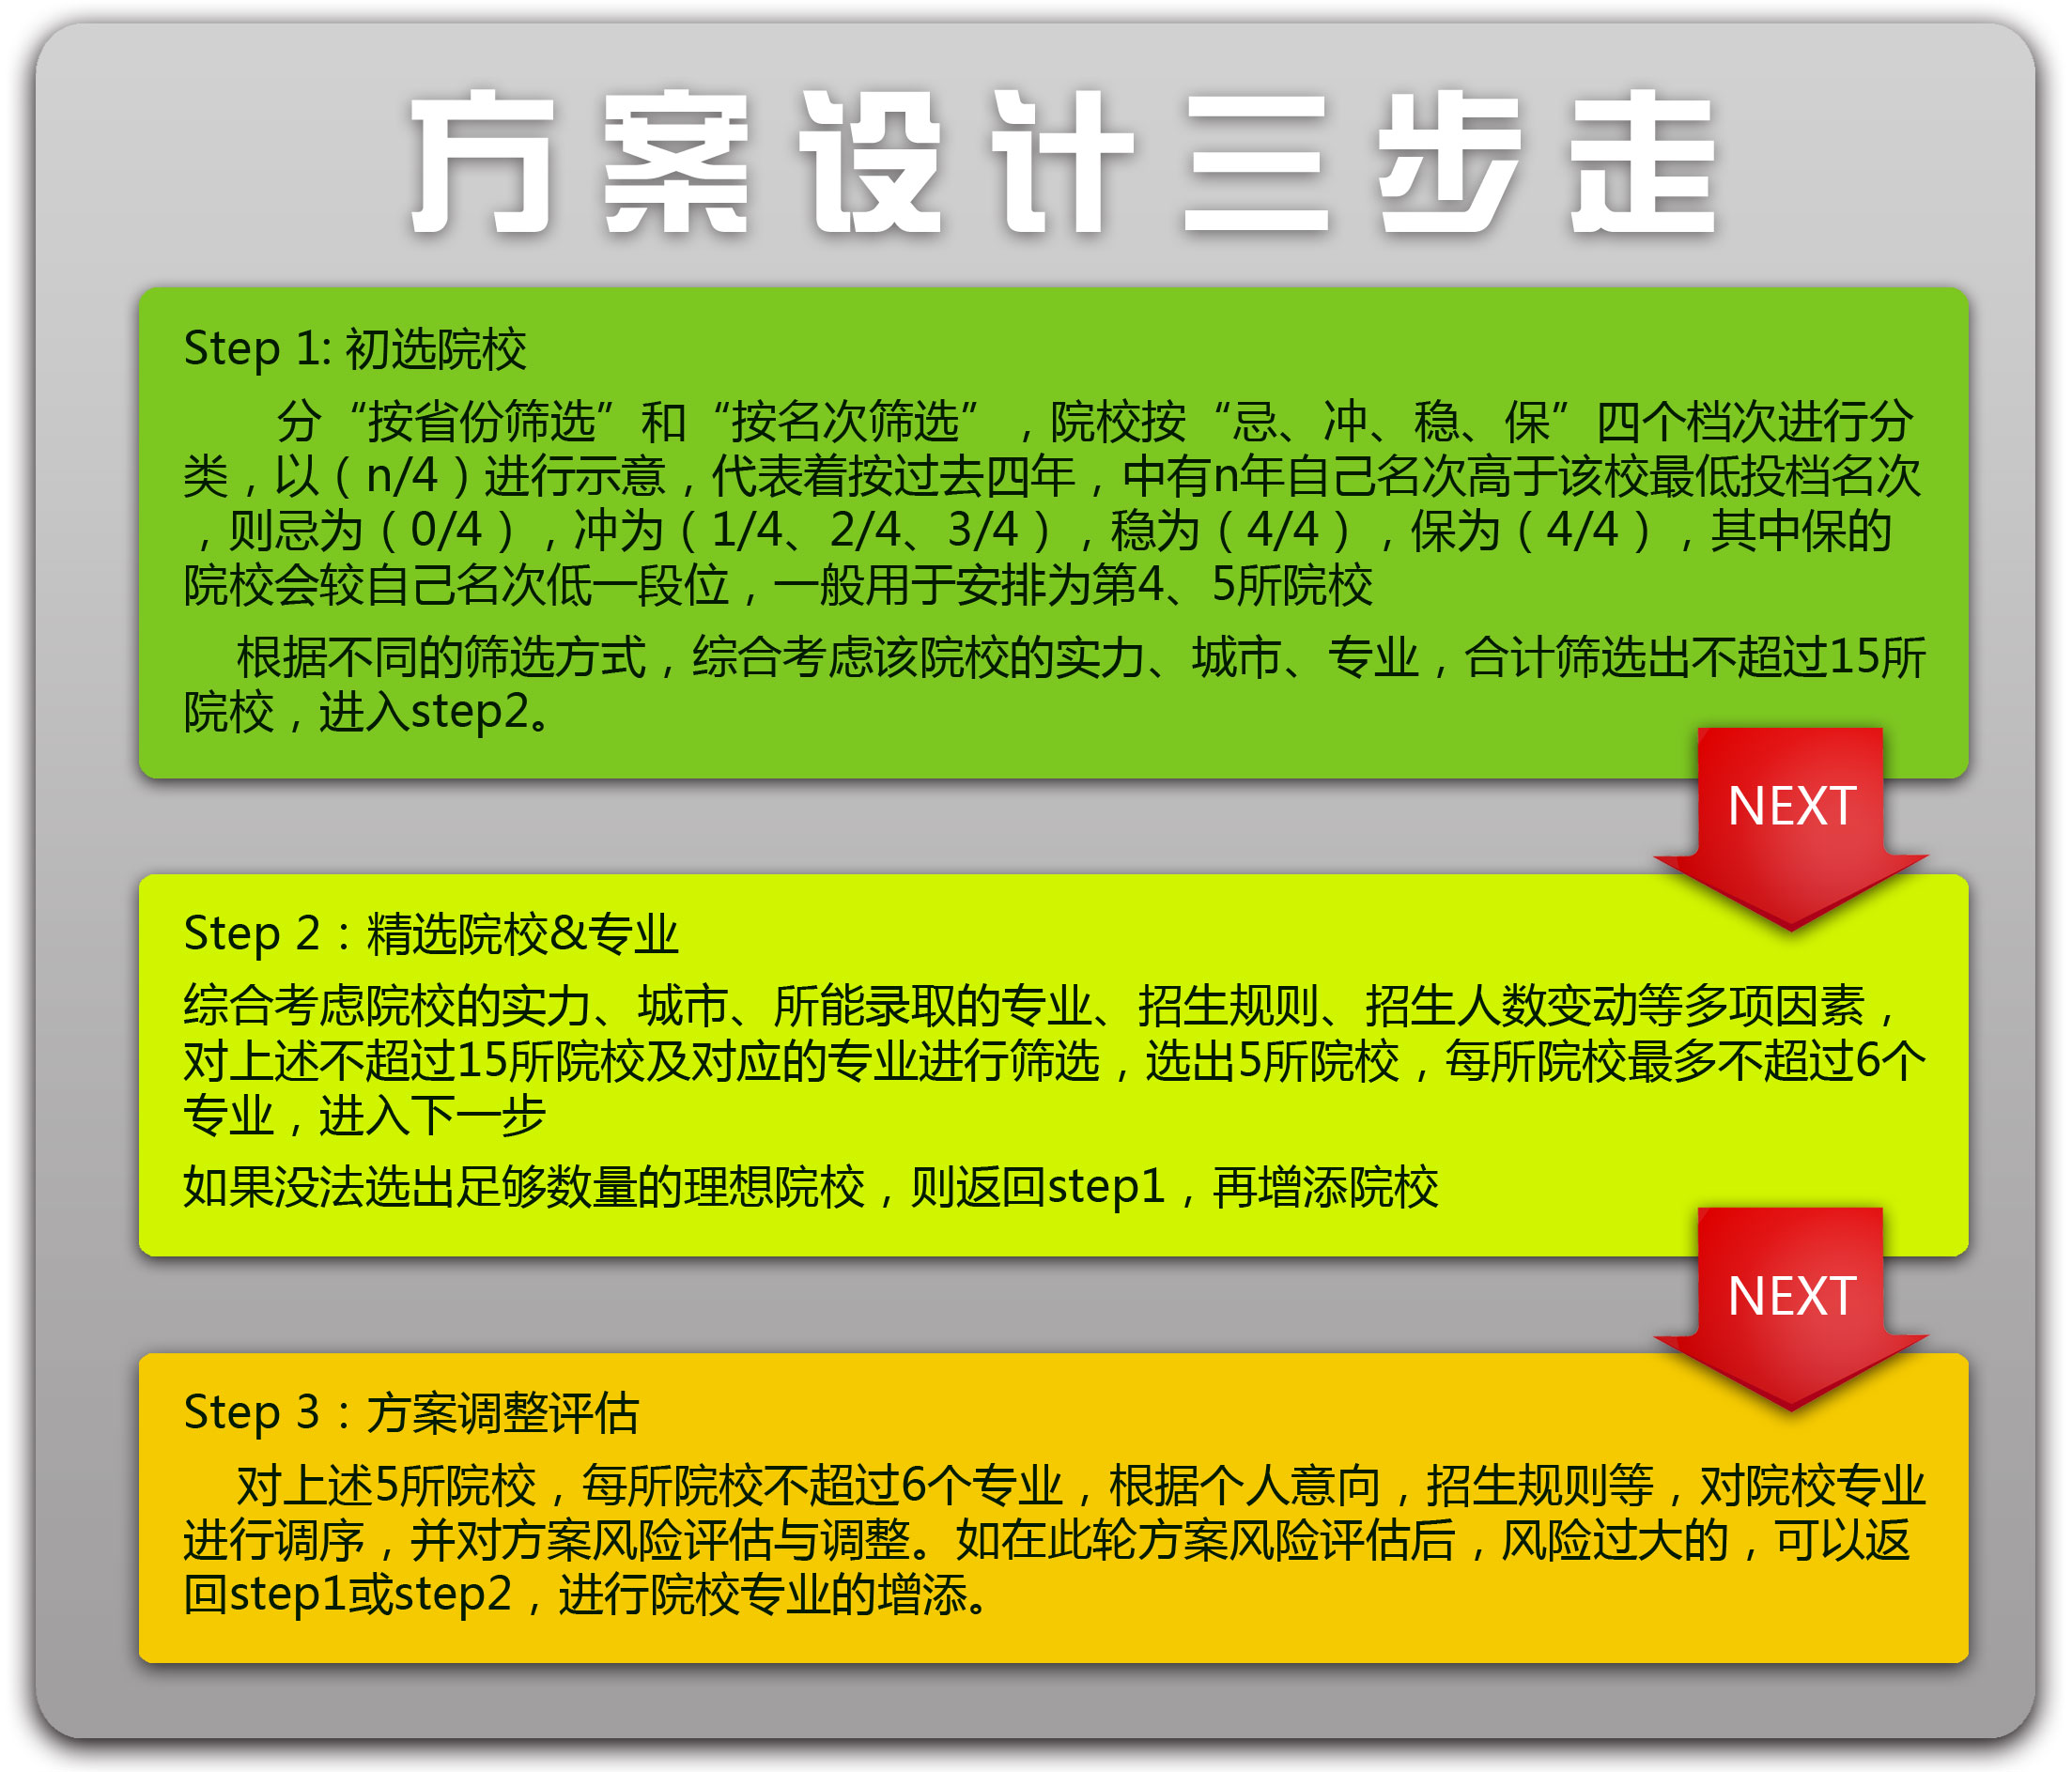 方案设计三步走
Step 1: 初选院校
分“按省份筛选”和“按名次筛选”，院校按“忌、冲、稳、保”四个档次进行分
类，以（n/4）进行示意，代表着按过去四年，中有n年自己名次高于该校最低投档名次
，则忌为（0/4），冲为（1/4、2/4、3/4），稳为（4/4），保为（4/4），其中保的
院校会较自己名次低一段位，一般用于安排为第4、5所院校
根据不同的筛选方式，综合考虑该院校的实力、城市、专业，合计筛选出不超过15所
院校，进入step2。
NEXT
Step 2：精选院校&专业
综合考虑院校的实力、城市、所能录取的专业、招生规则、招生人数变动等多项因素，
对上述不超过15所院校及对应的专业进行筛选，选出5所院校，每所院校最多不超过6个
专业，进入下一步
如果没法选出足够数量的理想院校，则返回step1，再增添院校
NEXT
Step 3：方案调整评估
对上述5所院校，每所院校不超过6个专业，根据个人意向，招生规则等，对院校专业
进行调序，并对方案风险评估与调整。如在此轮方案风险评估后，风险过大的，可以返
回step1或step2，进行院校专业的增添。